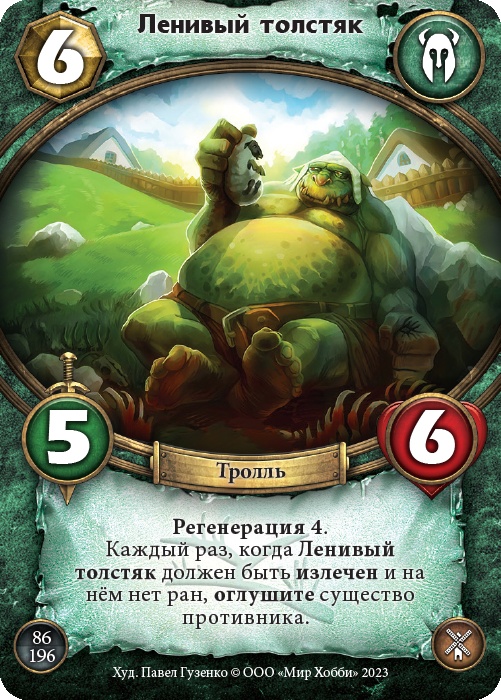 Ленивый толстяк
6
5
6
Тролль
Регенерация 4.
Каждый раз, когда Ленивый
толстяк должен быть излечен и на
нём нет ран, оглушите существо
противника.
86
196
Худ. Павел Гузенко © ООО «Мир Хобби» 2023